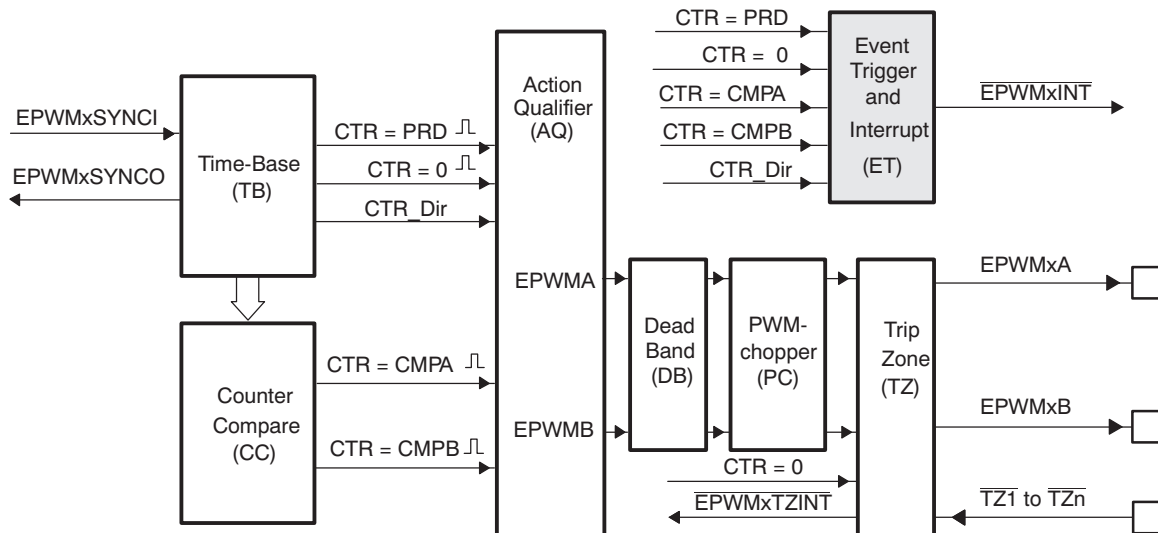 EPWMxSYNCI
EPWMxSYNCO
Time-Base
(TB)
CTR = PRD
CTR = 0
CTR_Dir
Counter
Compare
(CC)
CTR = CMPA
CTR = CMPB
Action
Qualifier
(AQ)
EPWMA
EPWMB
CTR = PRD
CTR = 0
CTR = CMPA
CTR = CMPB
CTR_Dir
Event
Trigger
and
Interrupt
(ET)
EPWMxINT
Dead
Band
(DB)
PWM-
chopper
(PC)
Trip
Zone
(TZ)
CTR = 0
EPWMxTZINT
EPWMxA
EPWMxB
TZ1 to TZn